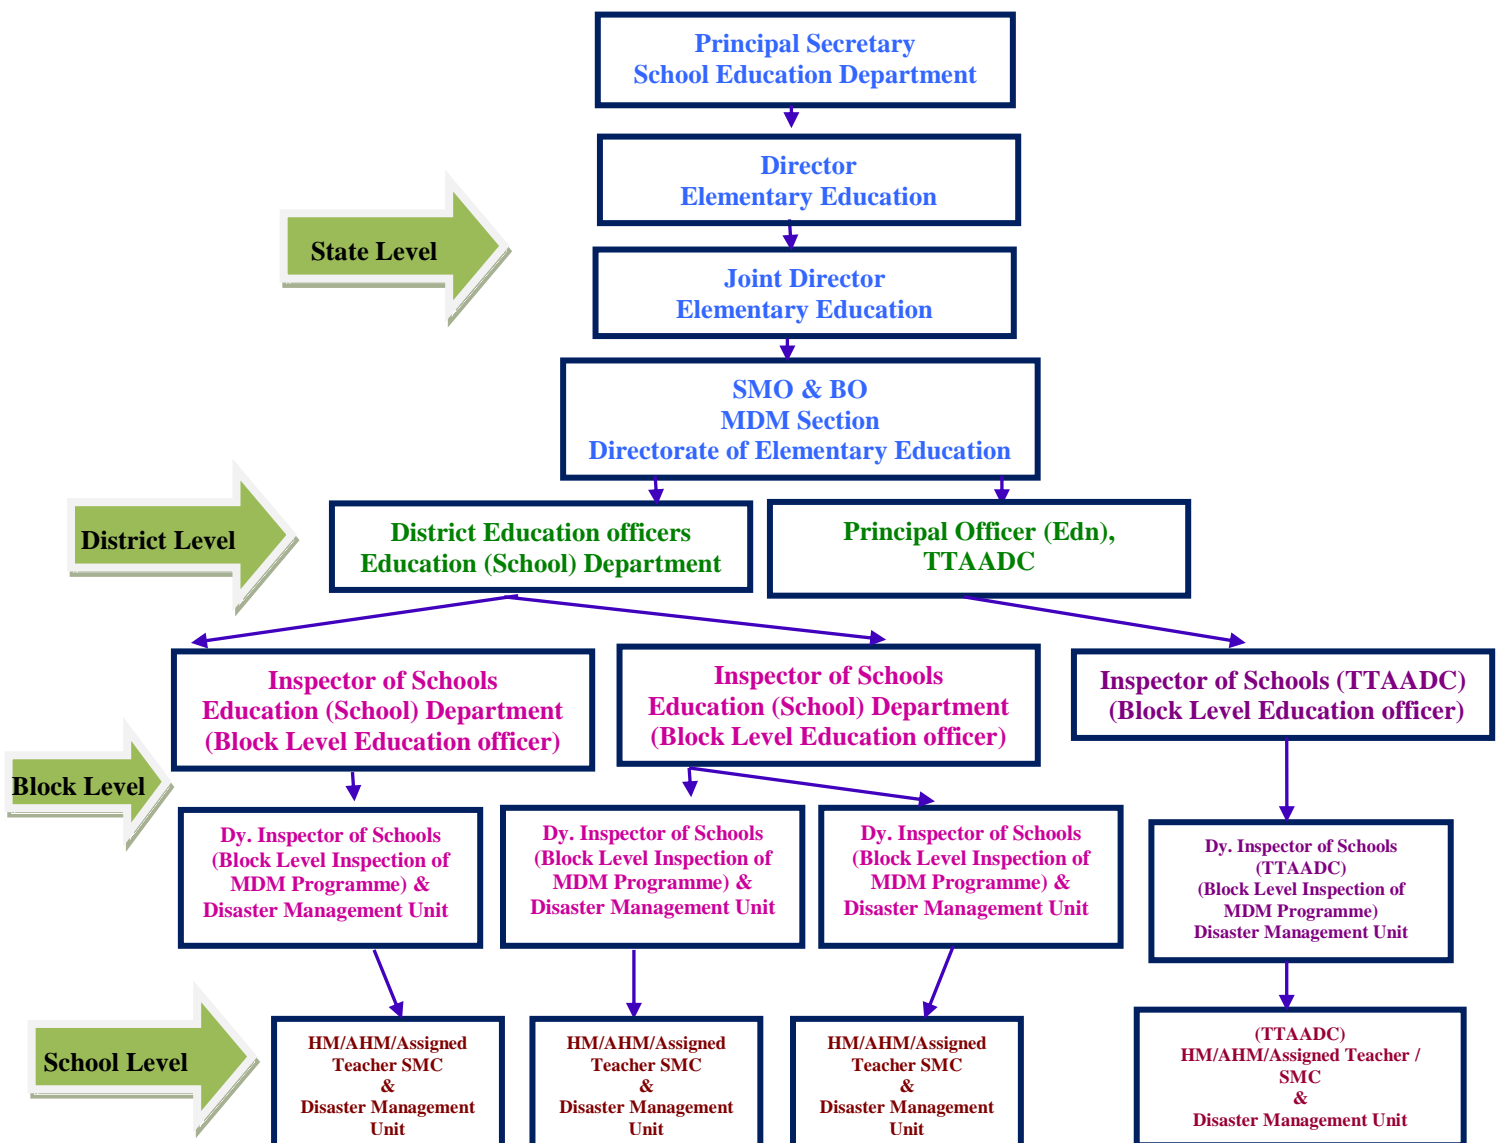 Principal Secretary
School Education Department
Director
Elementary Education
State Level
Joint Director
Elementary Education
SMO & BO
MDM Section
Directorate of Elementary Education
District Level
District Education officers
Education (School) Department
Principal Officer (Edn),
TTAADC
Inspector of Schools
Education (School) Department
(Block Level Education officer)
Inspector of Schools
Education (School) Department
(Block Level Education officer)
Inspector of Schools (TTAADC)
(Block Level Education officer)
Block Level
Dy. Inspector of Schools
(Block Level Inspection of
MDM Programme) &
Disaster Management Unit
Dy. Inspector of Schools
(Block Level Inspection of
MDM Programme) &
Disaster Management Unit
Dy. Inspector of Schools
(Block Level Inspection of
MDM Programme) &
Disaster Management Unit
Dy. Inspector of Schools
(TTAADC)
(Block Level Inspection of
MDM Programme)
Disaster Management Unit
School Level
HM/AHM/Assigned
Teacher SMC
&
Disaster Management
Unit
HM/AHM/Assigned
Teacher SMC
&
Disaster Management
Unit
HM/AHM/Assigned
Teacher SMC
&
Disaster Management
Unit
(TTAADC)
HM/AHM/Assigned Teacher /
SMC
&
Disaster Management Unit